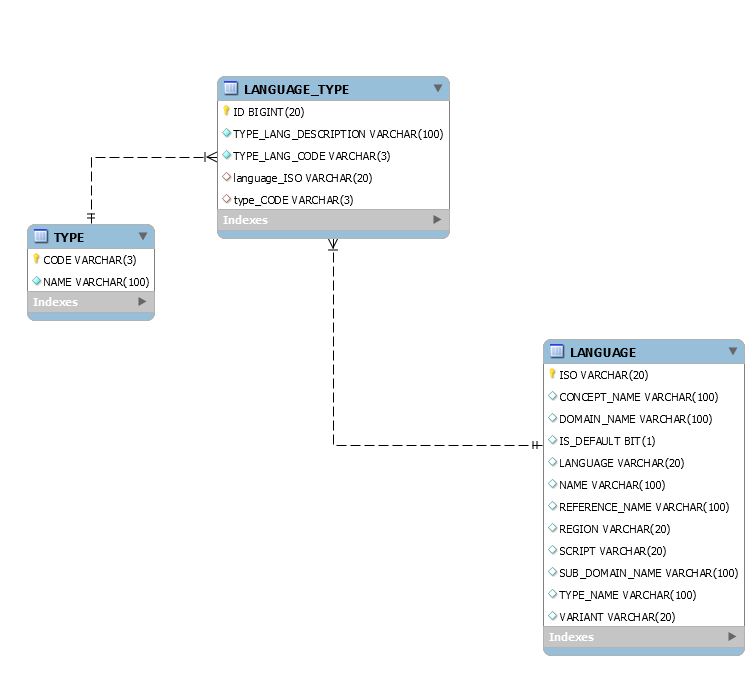 LANGUAGE_TYPE
ID BIGINT(20)
TYPE_LANG_DESCRIPTION VARCHAR(100)
TYPE_LANG_CODE VARCHAR(3)
language_ISO VARCHAR(20)
type_CODE VARCHAR(3)
Indexes
TYPE
CODE VARCHAR(3)
NAME VARCHAR(100)
Indexes
LANGUAGE
ISO VARCHAR(20)
CONCEPT_NAME VARCHAR(100)
DOMAIN_NAME VARCHAR(100)
IS_DEFAULT BIT(1)
LANGUAGE VARCHAR(20)
NAME VARCHAR(100)
REFERENCE_NAME VARCHAR(100)
REGION VARCHAR(20)
SCRIPT VARCHAR(20)
SUB_DOMAIN_NAME VARCHAR(100)
TYPE_NAME VARCHAR(100)
VARIANT VARCHAR(20)
Indexes